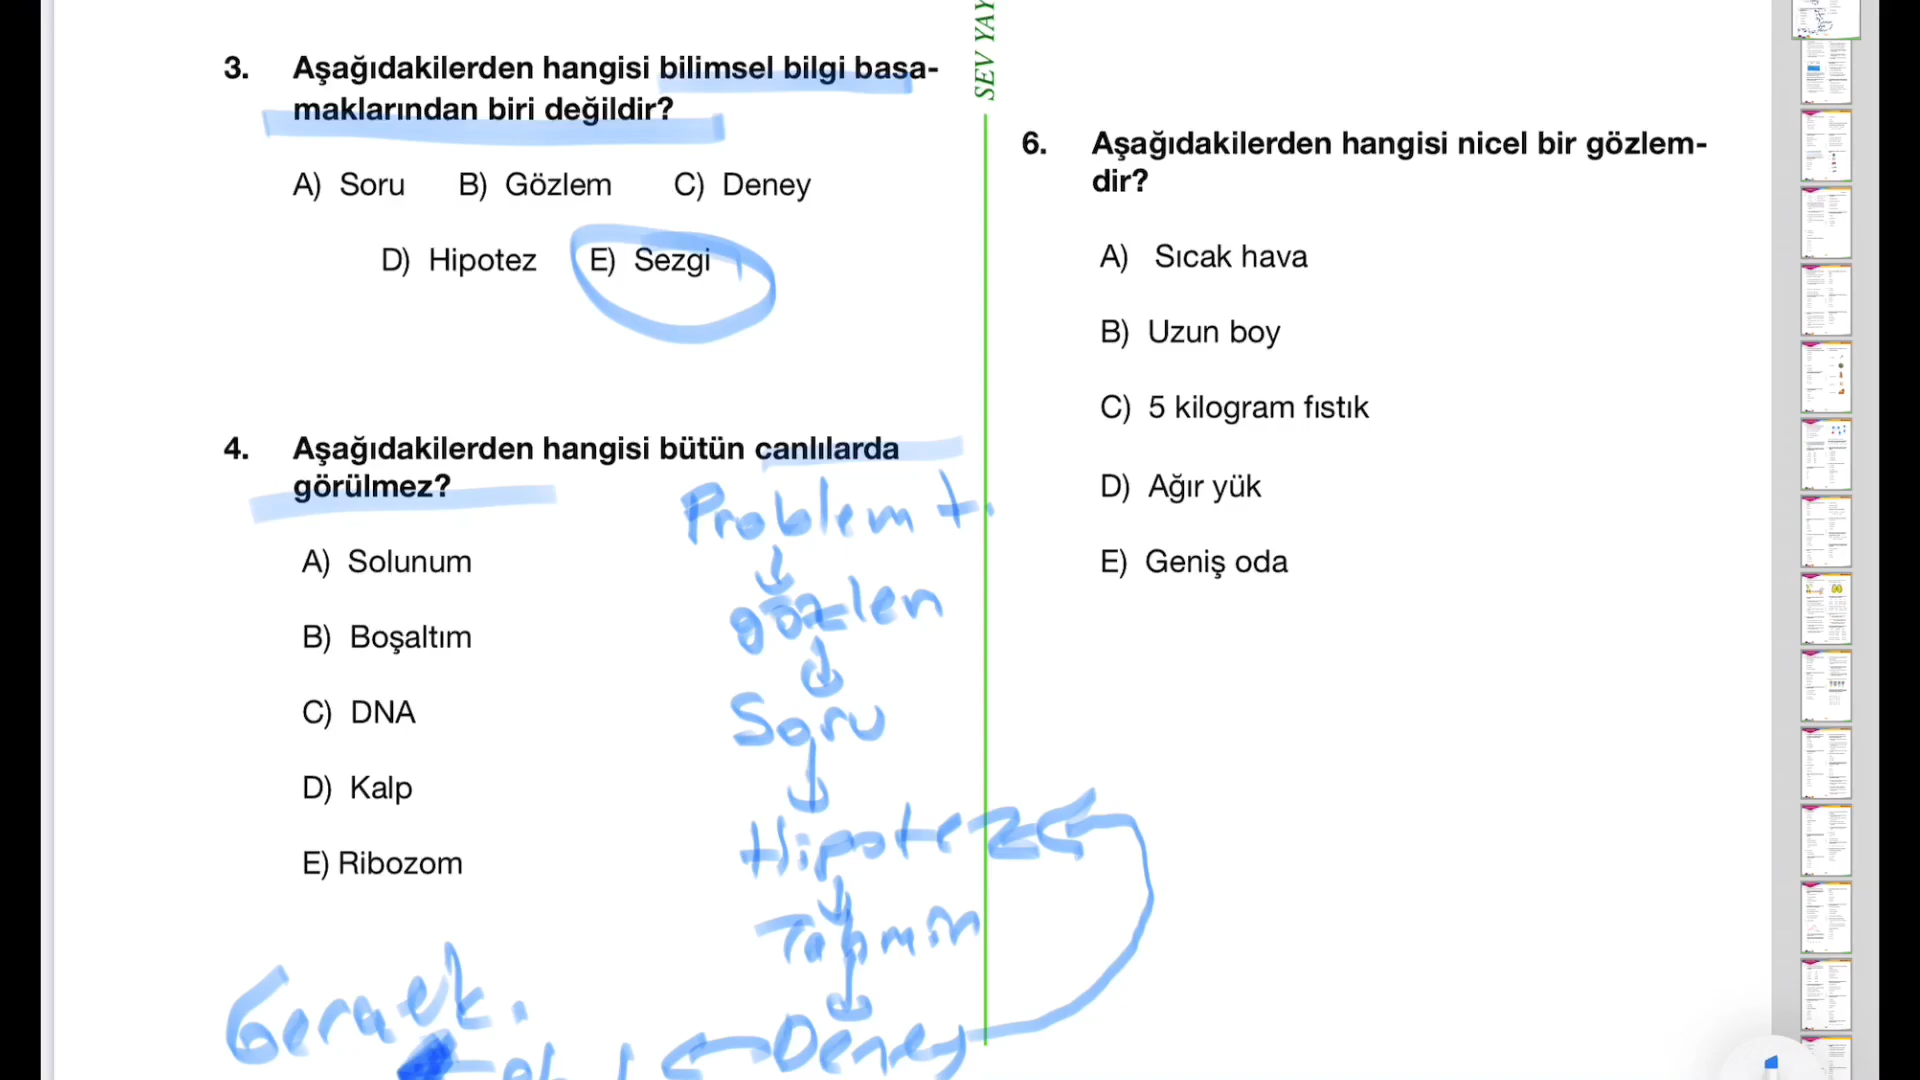 3. Aşağıdakilerden hangisi bilimsel bilgi basa-
maklarından biri değildir?
A) Soru B) Gözlem C) Deney
D) Hipotez E) Sezgi
4. Aşağıdakilerden hangisi bütün canlılarda
görülmez?
A) Solunum
B) Boşaltım
C) DNA
D) Kalp
E) Ribozom
Problem t.
gözlem
Soru
Hipotez
Tahmin
Deney
Gerçek.
SEV YAY
6. Aşağıdakilerden hangisi nicel bir gözlem-
dir?
A) Sıcak hava
B) Uzun boy
C) 5 kilogram fıstık
D) Ağır yük
E) Geniş oda